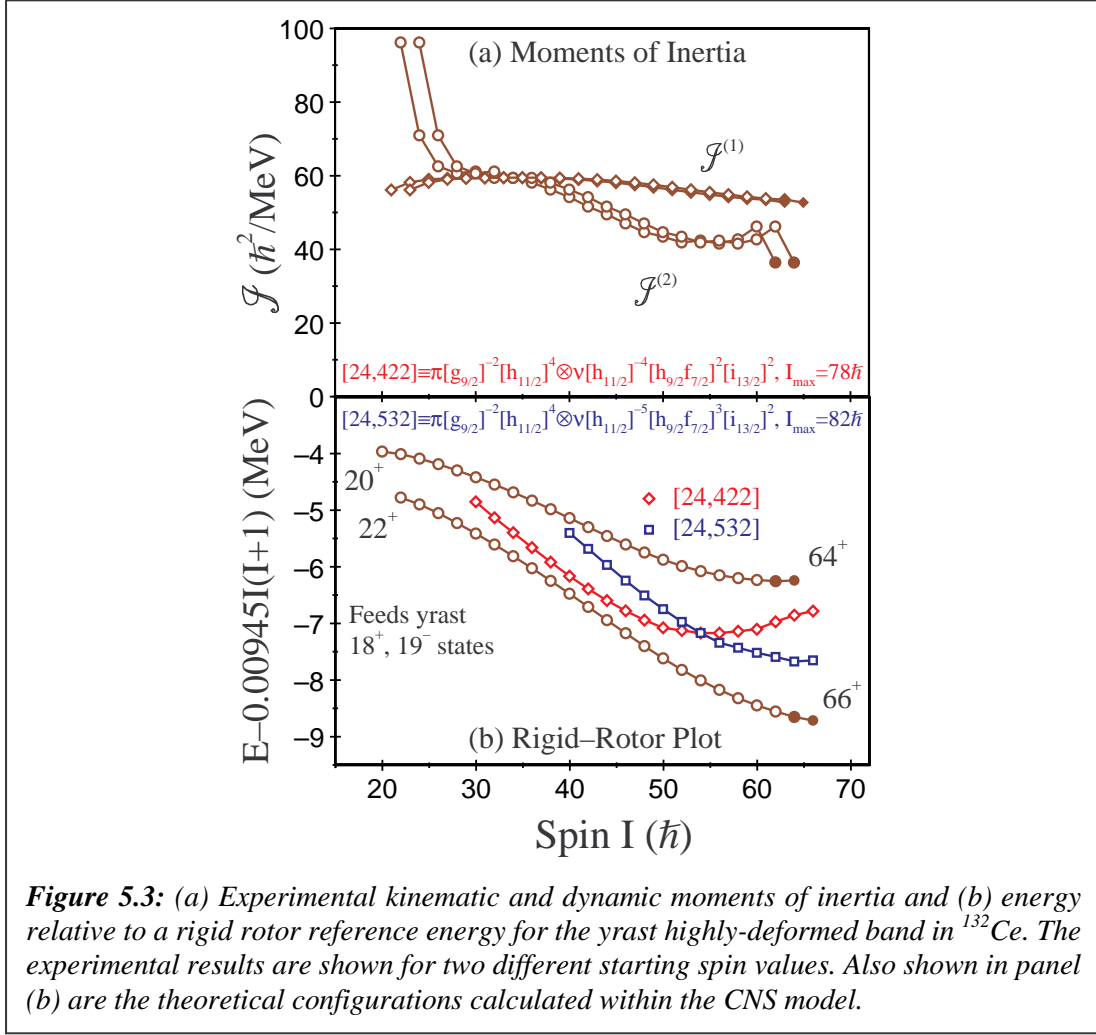 100
(a) Moments of Inertia
80
𝒥⁽¹⁾
60
𝒥 (ℏ²/MeV)
40
𝒥⁽²⁾
20
[24,422]≡π[g₉/₂]⁻²[h₁₁/₂]⁴⊗ν[h₁₁/₂]⁻⁴[h₉/₂f₇/₂]²[i₁₃/₂]², Iₘₐₓ=78ℏ
0
[24,532]≡π[g₉/₂]⁻²[h₁₁/₂]⁴⊗ν[h₁₁/₂]⁻⁵[h₉/₂f₇/₂]³[i₁₃/₂]², Iₘₐₓ=82ℏ
–4
20⁺
[24,422]
–5
22⁺
[24,532]
E–0.00945I(I+1) (MeV)
–6
64⁺
Feeds yrast
–7
18⁺, 19⁻ states
–8
66⁺
–9
(b) Rigid–Rotor Plot
20 30 40 50 60 70
Spin I (ℏ)
Figure 5.3: (a) Experimental kinematic and dynamic moments of inertia and (b) energy
relative to a rigid rotor reference energy for the yrast highly-deformed band in ¹³²Ce. The
experimental results are shown for two different starting spin values. Also shown in panel
(b) are the theoretical configurations calculated within the CNS model.